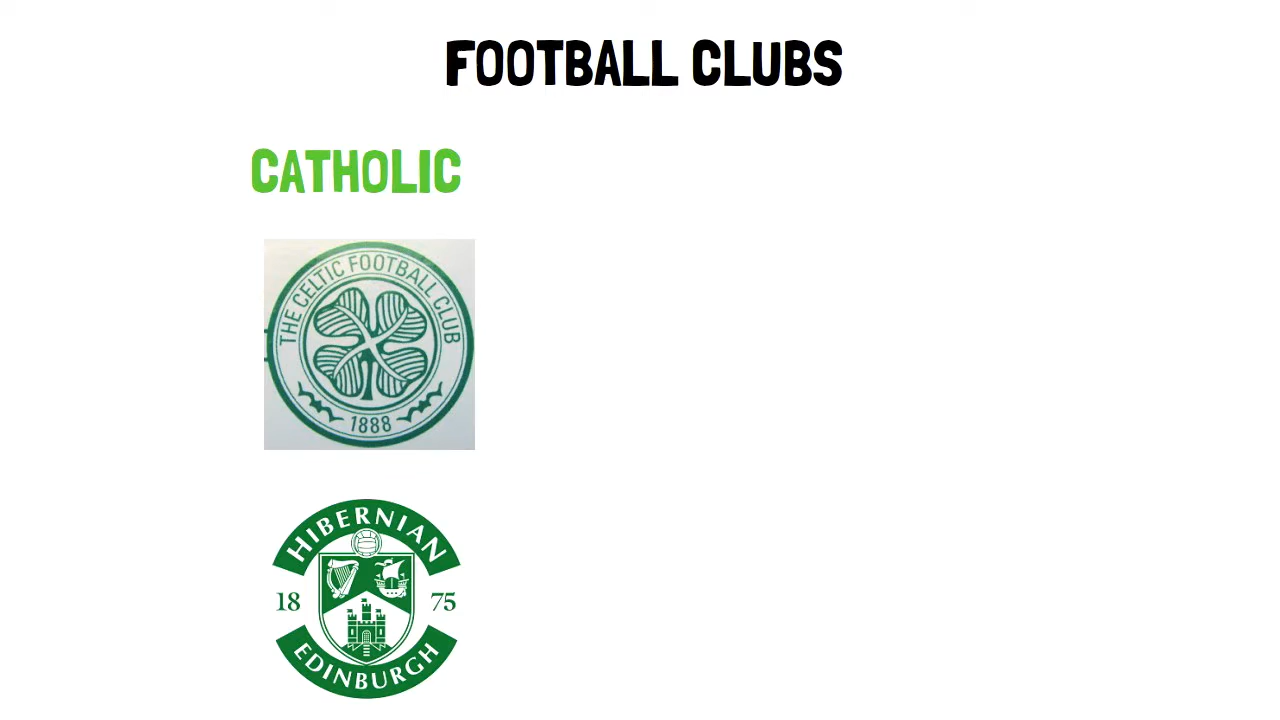 FOOTBALL CLUBS
CATHOLIC
THE CELTIC FOOTBALL CLUB
1888
HIBERNIAN
18 75
EDINBURGH